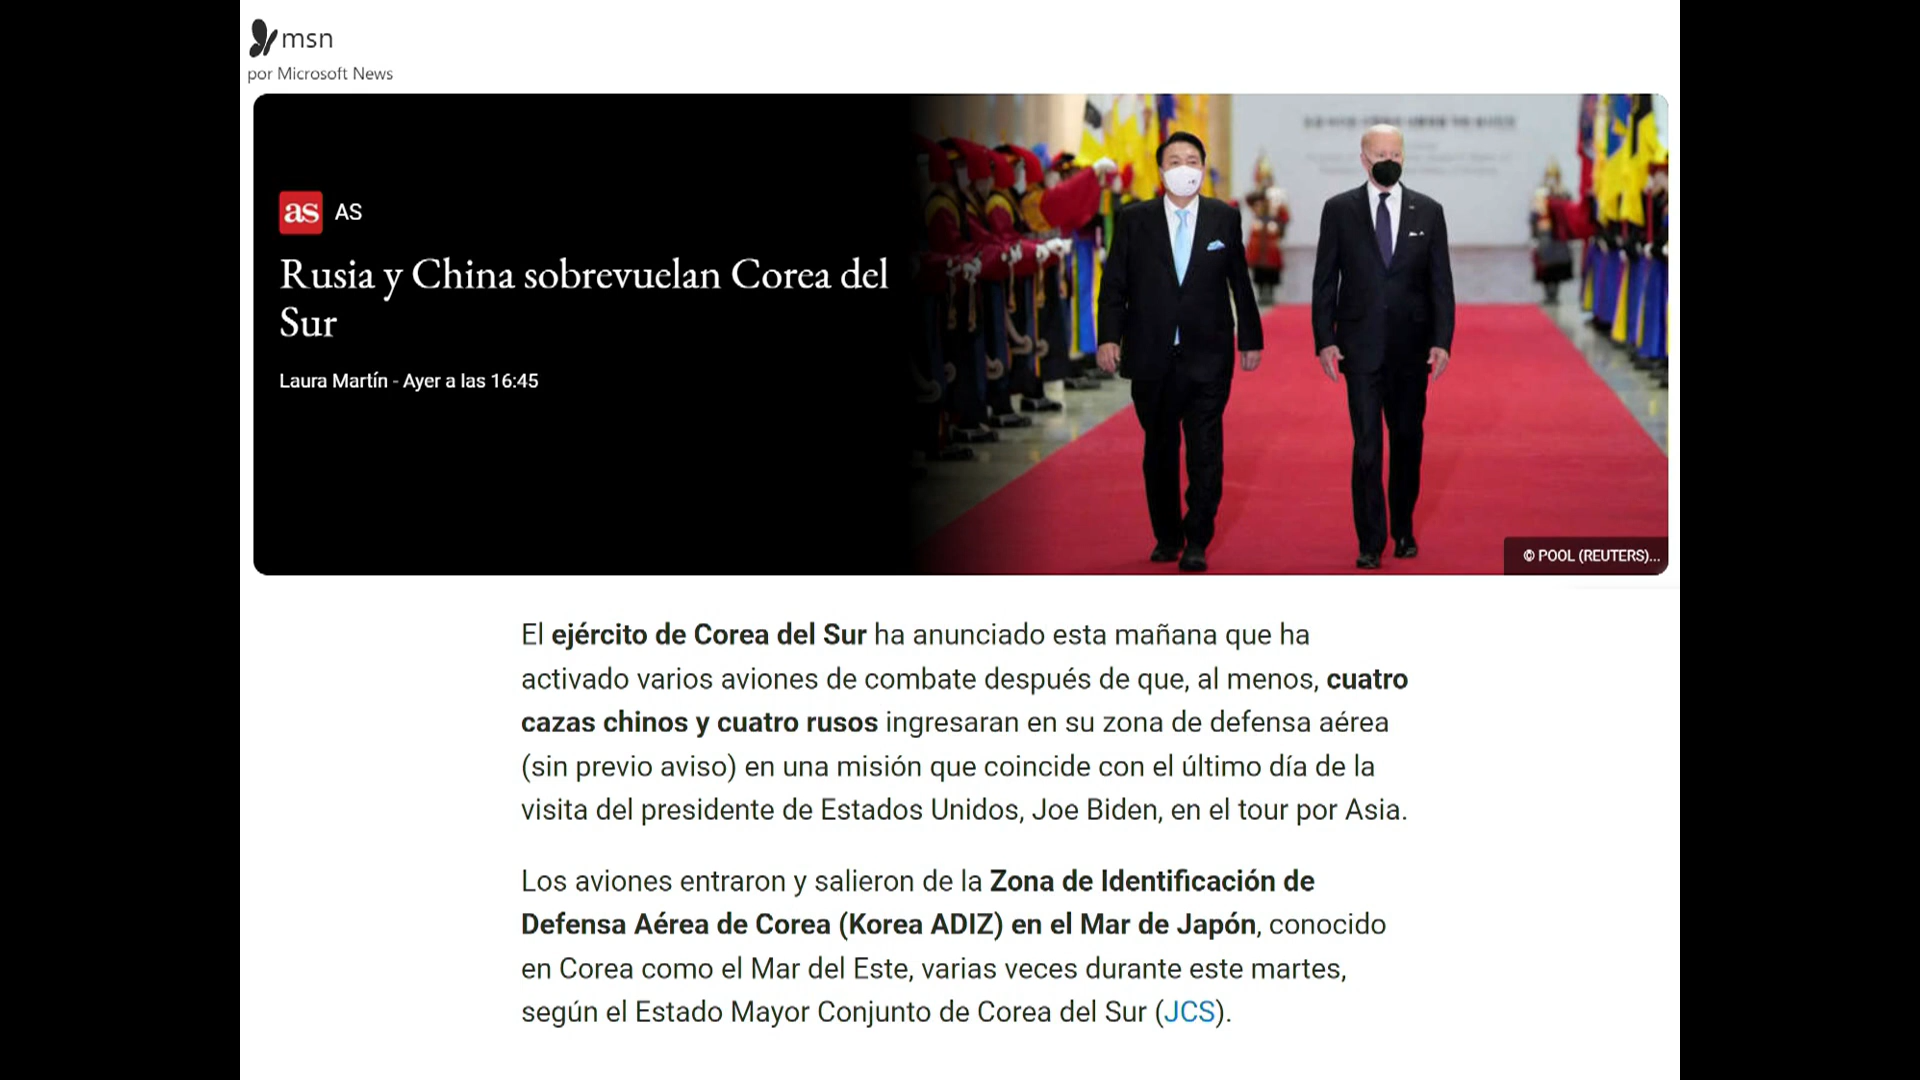 msn
por Microsoft News
as AS
Rusia y China sobrevuelan Corea del
Sur
Laura Martín - Ayer a las 16:45
© POOL (REUTERS)...
El ejército de Corea del Sur ha anunciado esta mañana que ha
activado varios aviones de combate después de que, al menos, cuatro
cazas chinos y cuatro rusos ingresaran en su zona de defensa aérea
(sin previo aviso) en una misión que coincide con el último día de la
visita del presidente de Estados Unidos, Joe Biden, en el tour por Asia.
Los aviones entraron y salieron de la Zona de Identificación de
Defensa Aérea de Corea (Korea ADIZ) en el Mar de Japón, conocido
en Corea como el Mar del Este, varias veces durante este martes,
según el Estado Mayor Conjunto de Corea del Sur (JCS).